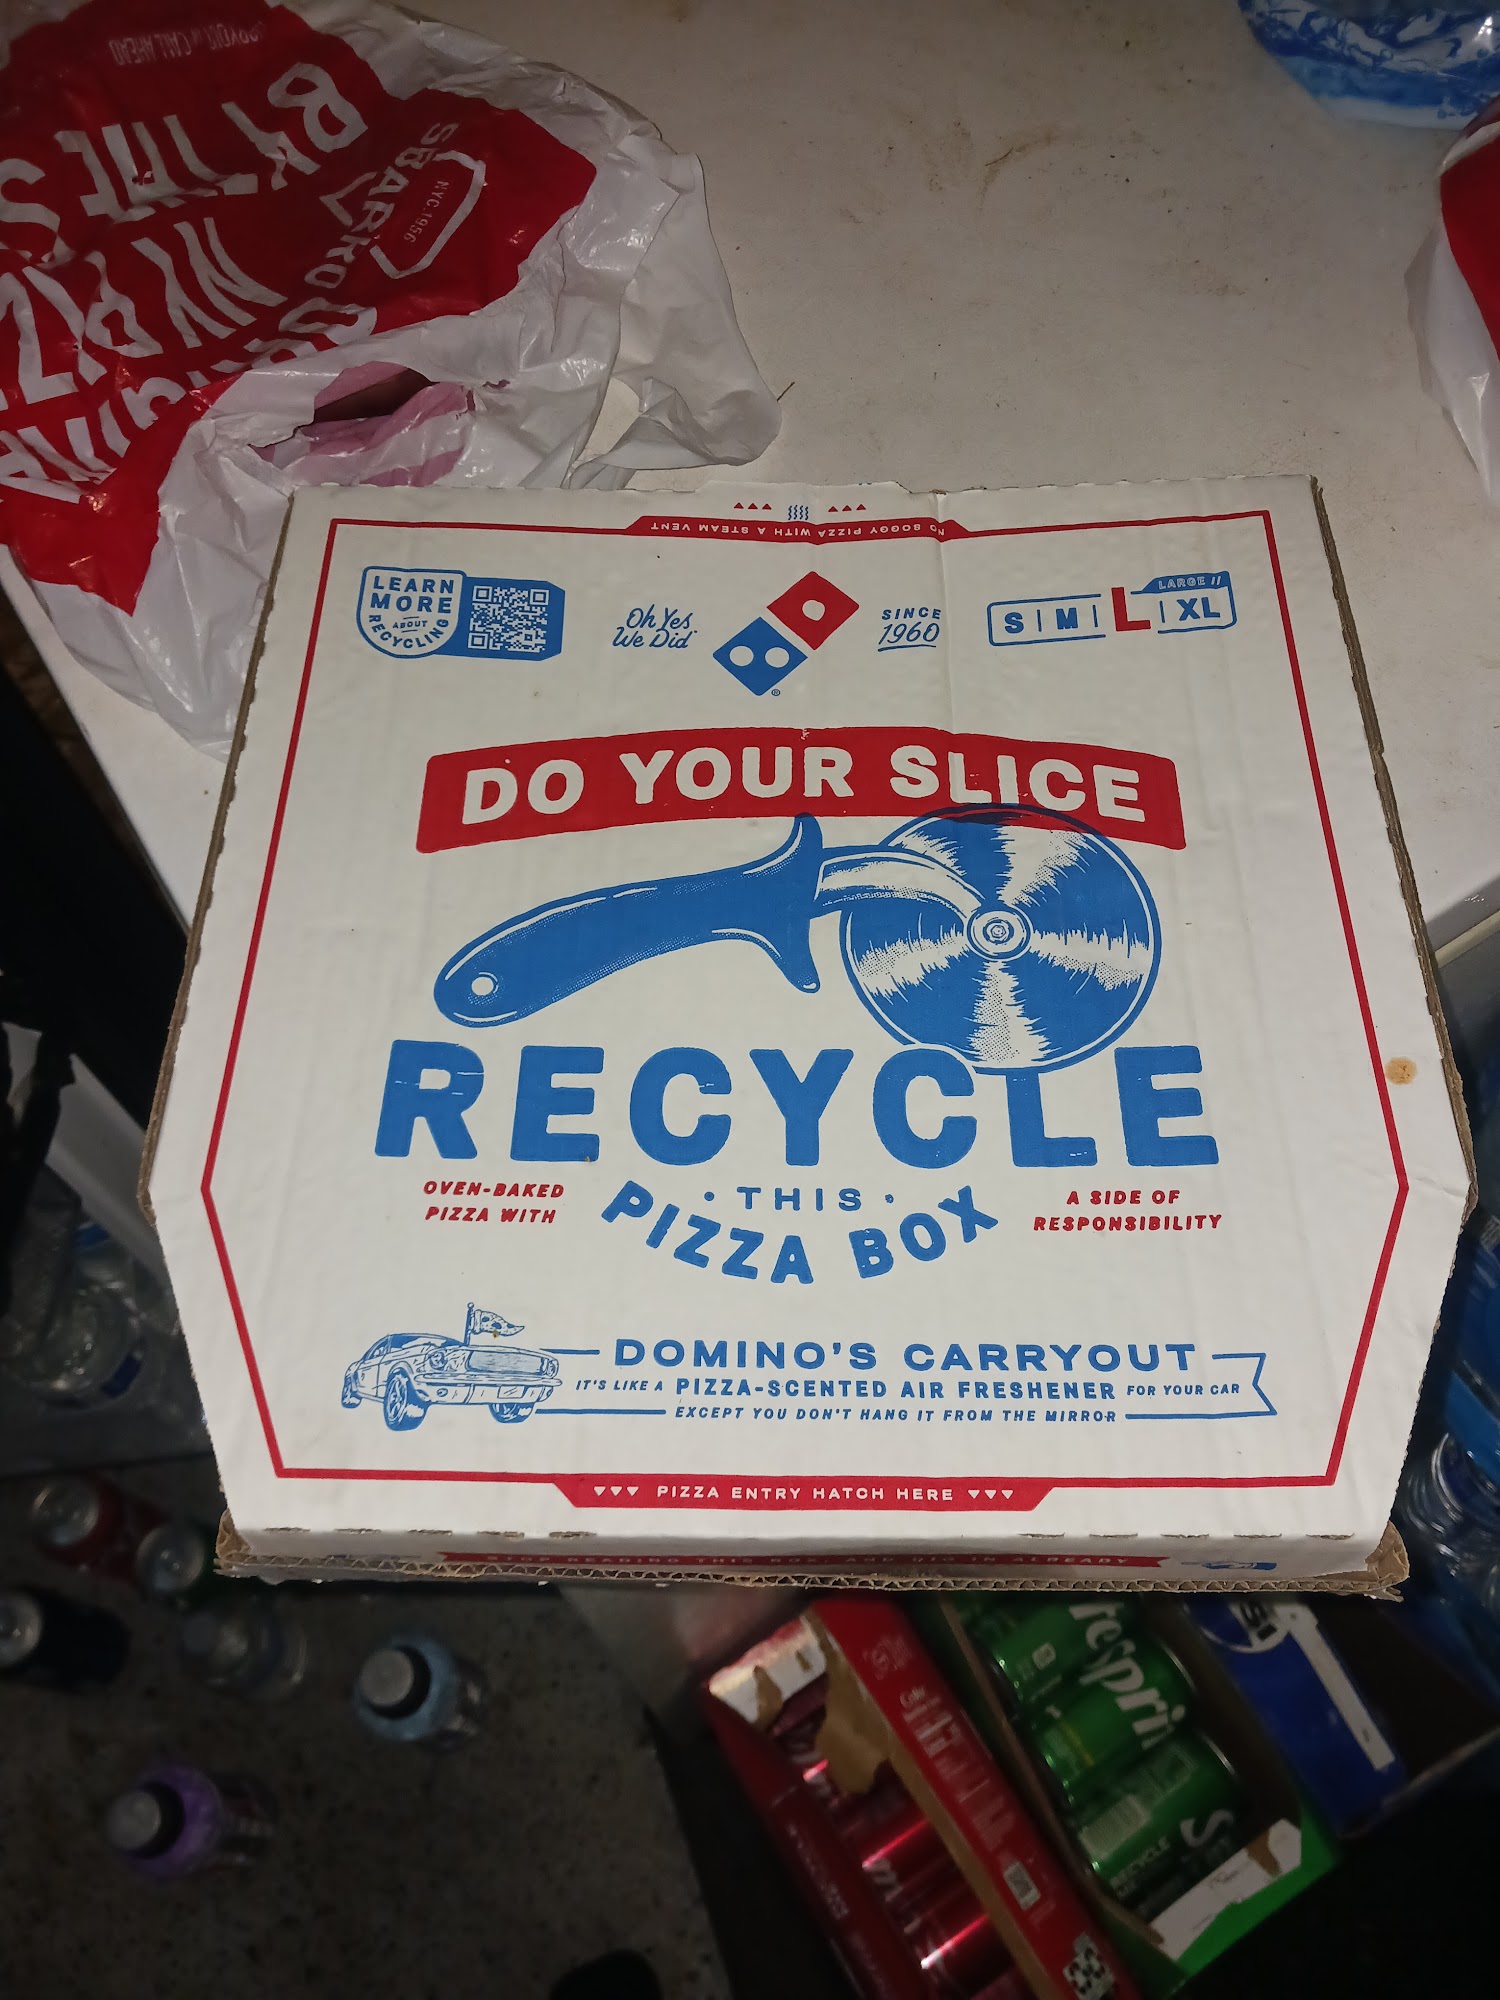 SBARRO
NYC.1956
BY THE S
LEARN
MORE
ABOUT
RECYCLING
Oh Yes
We Did
SINCE
1960
LARGE //
S | M | L | XL
NO SOGGY PIZZA WITH A STEAM VENT
DO YOUR SLICE
RECYCLE
OVEN-BAKED
PIZZA WITH
· THIS ·
PIZZA BOX
A SIDE OF
RESPONSIBILITY
DOMINO'S CARRYOUT
IT'S LIKE A PIZZA-SCENTED AIR FRESHENER FOR YOUR CAR
EXCEPT YOU DON'T HANG IT FROM THE MIRROR
PIZZA ENTRY HATCH HERE
STOP READING THIS BOX AND DIG IN ALREADY
RECYCLE